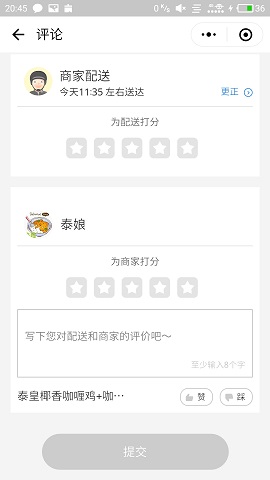 20:45
0 K/s
36
评论
商家配送
今天11:35 左右送达
更正
为配送打分
泰娘
为商家打分
写下您对配送和商家的评价吧～
至少输入8个字
泰皇椰香咖喱鸡+咖…
赞
踩
提交